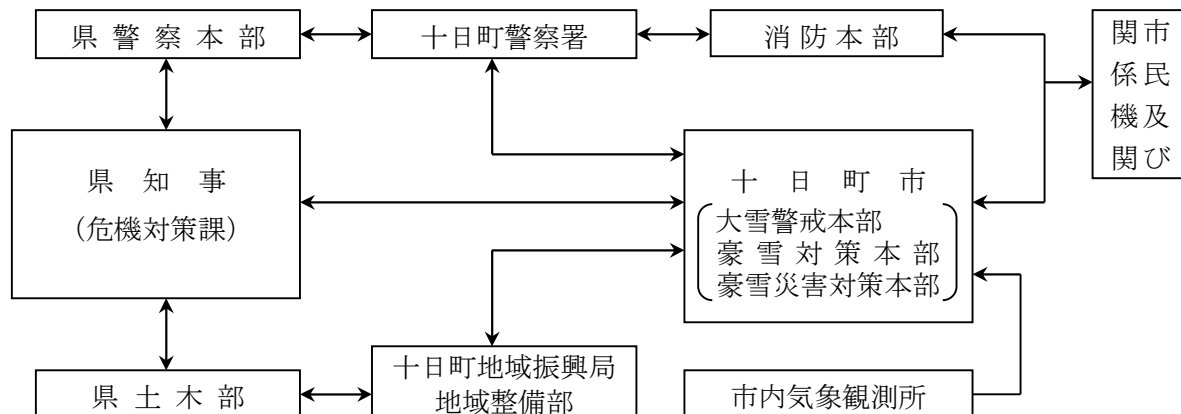 県警察本部
十日町警察署
消防本部
市民及び
関係機関
県知事
(危機対策課)
十日町市
大雪警戒本部
豪雪対策本部
豪雪災害対策本部
県土木部
十日町地域振興局
地域整備部
市内気象観測所